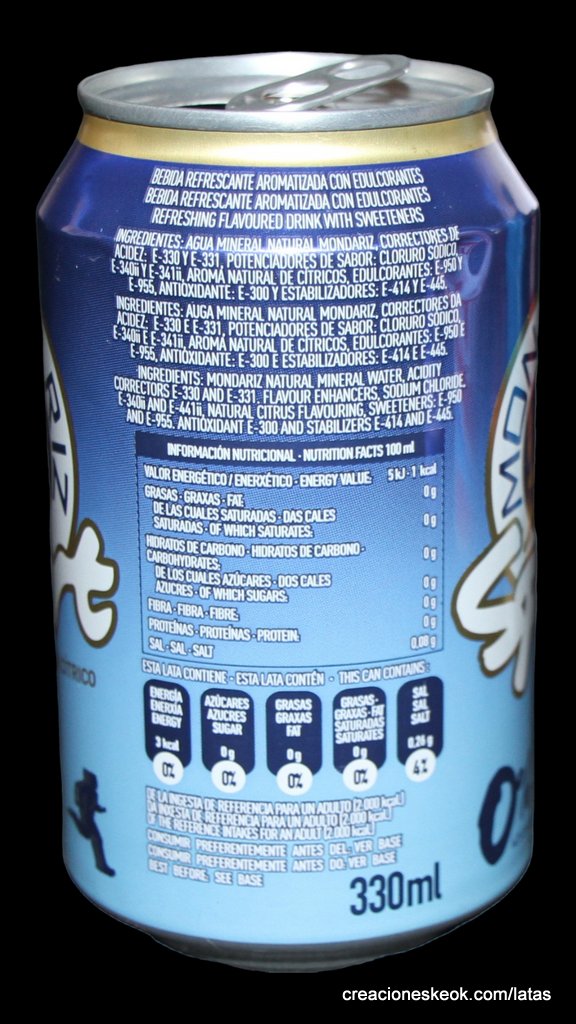 BEBIDA REFRESCANTE AROMATIZADA CON EDULCORANTES
BEBIDA REFRESCANTE AROMATIZADA CON EDULCORANTES
REFRESHING FLAVOURED DRINK WITH SWEETENERS
INGREDIENTES: AGUA MINERAL NATURAL MONDARIZ, CORRECTORES DE
ACIDEZ: E-330 Y E-331, POTENCIADORES DE SABOR: CLORURO SÓDICO,
E-340ii Y E-341ii, AROMA NATURAL DE CÍTRICOS, EDULCORANTES: E-950 Y
E-955, ANTIOXIDANTE: E-300 Y ESTABILIZADORES: E-414 Y E-445.
INGREDIENTES: AUGA MINERAL NATURAL MONDARIZ, CORRECTORES DA
ACIDEZ: E-330 E E-331, POTENCIADORES DE SABOR: CLORURO SÓDICO,
E-340ii E E-341ii, AROMA NATURAL DE CÍTRICOS, EDULCORANTES: E-950 E
E-955, ANTIOXIDANTE: E-300 E ESTABILIZADORES: E-414 E E-445.
INGREDIENTS: MONDARIZ NATURAL MINERAL WATER, ACIDITY
CORRECTORS E-330 AND E-331, FLAVOUR ENHANCERS, SODIUM CHLORIDE,
E-340ii AND E-441ii, NATURAL CITRUS FLAVOURING, SWEETENERS: E-950
AND E-955, ANTIOXIDANT E-300 AND STABILIZERS E-414 AND E-445.
INFORMACIÓN NUTRICIONAL - NUTRITION FACTS 100 ml
VALOR ENERGÉTICO / ENERXÉTICO - ENERGY VALUE: 5 kJ - 1 kcal
GRASAS - GRAXAS - FAT: 0 g
DE LAS CUALES SATURADAS - DAS CALES
SATURADAS - OF WHICH SATURATES: 0 g
HIDRATOS DE CARBONO - HIDRATOS DE CARBONO -
CARBOHYDRATES: 0 g
DE LOS CUALES AZÚCARES - DOS CALES
AZUCRES - OF WHICH SUGARS: 0 g
FIBRA - FIBRA - FIBRE: 0 g
PROTEÍNAS - PROTEÍNAS - PROTEIN: 0 g
SAL - SAL - SALT 0,08 g
ESTA LATA CONTIENE - ESTA LATA CONTÉN - THIS CAN CONTAINS:
ENERGÍA
ENERXIA
ENERGY
3 kcal
0%
AZÚCARES
AZUCRES
SUGAR
0 g
0%
GRASAS
GRAXAS
FAT
0 g
0%
GRASAS-
GRAXAS-FAT
SATURADAS
SATURATES
0 g
0%
SAL
SAL
SALT
0,26 g
4%
DE LA INGESTA DE REFERENCIA PARA UN ADULTO (2.000 kcal)
DA INXESTA DE REFERENCIA PARA UN ADULTO (2.000 kcal)
OF THE REFERENCE INTAKES FOR AN ADULT (2.000 kcal)
CONSUMIR PREFERENTEMENTE ANTES DEL: VER BASE
CONSUMIR PREFERENTEMENTE ANTES DO: VER BASE
BEST BEFORE: SEE BASE
330ml
creacioneskeok.com/latas